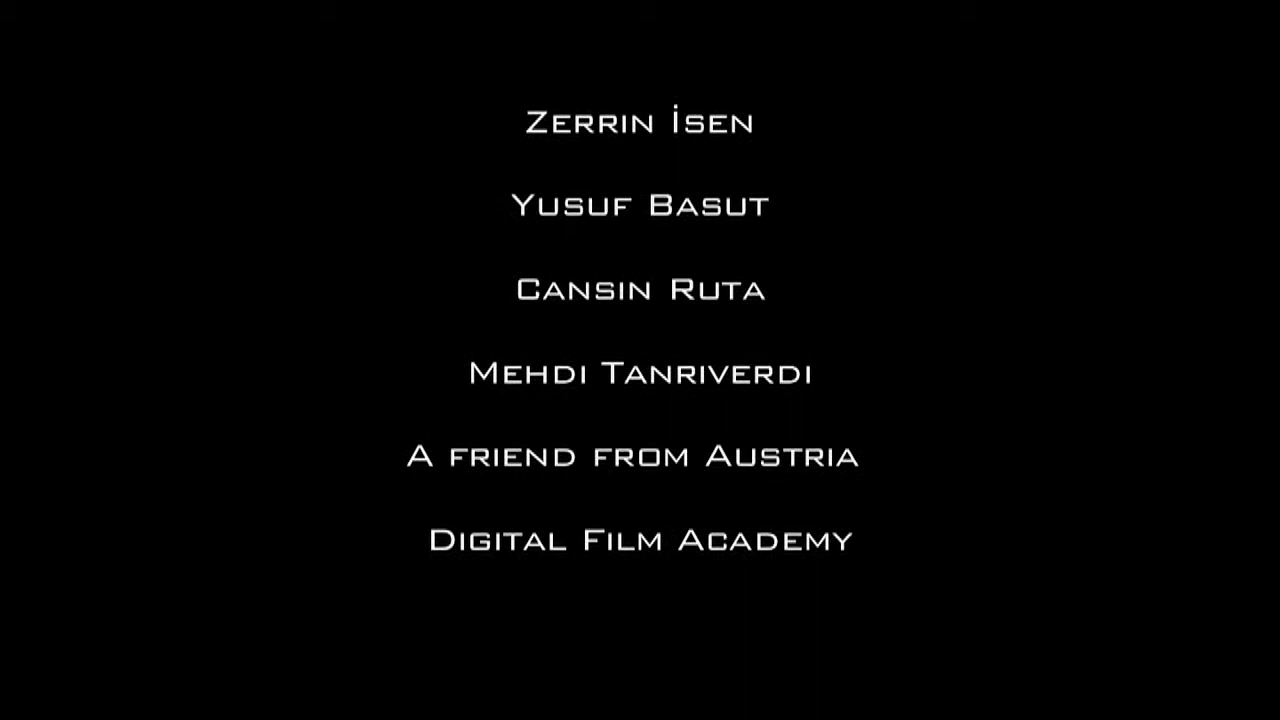 Zerrin İsen
Yusuf Basut
Cansin Ruta
Mehdi Tanriverdi
A friend from Austria
Digital Film Academy